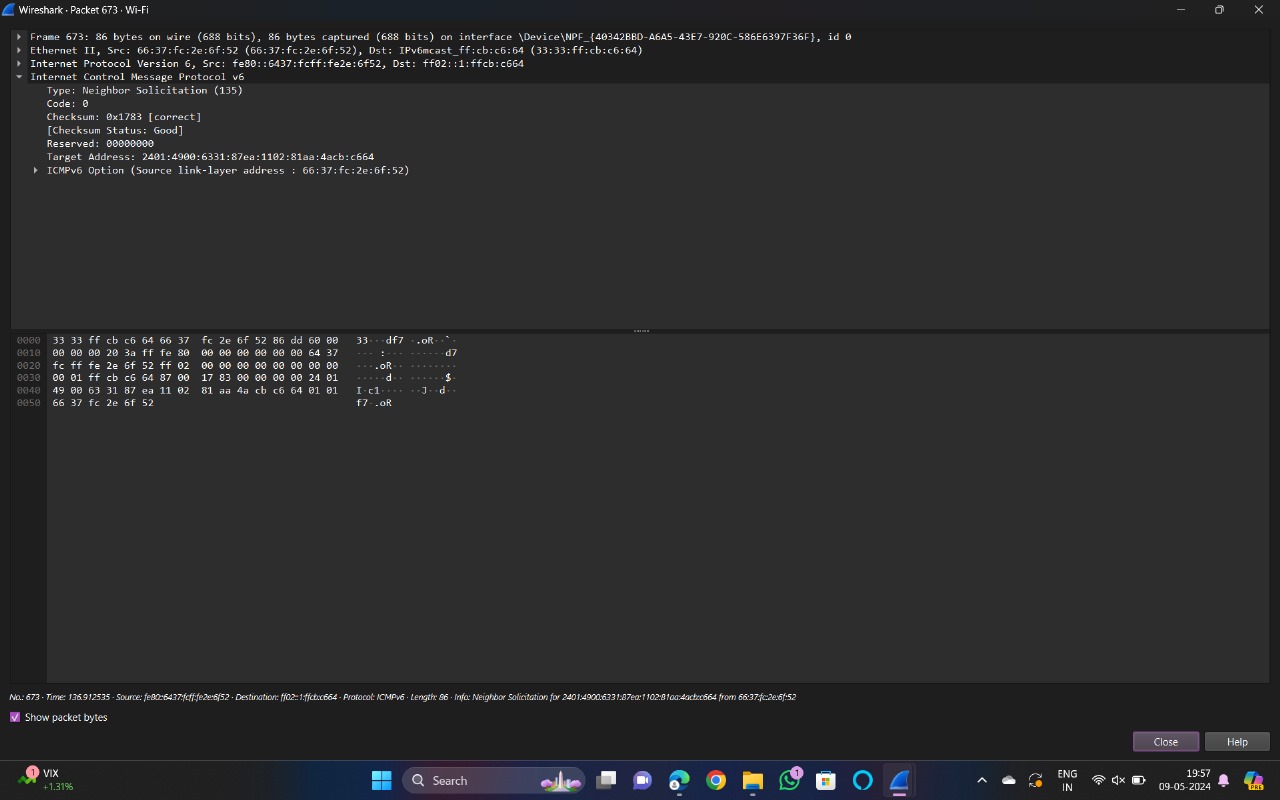 Wireshark · Packet 673 · Wi-Fi
Frame 673: 86 bytes on wire (688 bits), 86 bytes captured (688 bits) on interface \Device\NPF_{40342BBD-A6A5-43E7-920C-586E6397F36F}, id 0
Ethernet II, Src: 66:37:fc:2e:6f:52 (66:37:fc:2e:6f:52), Dst: IPv6mcast_ff:cb:c6:64 (33:33:ff:cb:c6:64)
Internet Protocol Version 6, Src: fe80::6437:fcff:fe2e:6f52, Dst: ff02::1:ffcb:c664
Internet Control Message Protocol v6
Type: Neighbor Solicitation (135)
Code: 0
Checksum: 0x1783 [correct]
[Checksum Status: Good]
Reserved: 00000000
Target Address: 2401:4900:6331:87ea:1102:81aa:4acb:c664
ICMPv6 Option (Source link-layer address : 66:37:fc:2e:6f:52)
0000 33 33 ff cb c6 64 66 37 fc 2e 6f 52 86 dd 60 00 33···df7 ·.oR··`·
0010 00 00 00 20 3a ff fe 80 00 00 00 00 00 00 64 37 ··· :··· ······d7
0020 fc ff fe 2e 6f 52 ff 02 00 00 00 00 00 00 00 00 ···.oR·· ········
0030 00 01 ff cb c6 64 87 00 17 83 00 00 00 00 24 01 ·····d·· ······$·
0040 49 00 63 31 87 ea 11 02 81 aa 4a cb c6 64 01 01 I·c1···· ··J··d··
0050 66 37 fc 2e 6f 52 f7·.oR
No.: 673 · Time: 136.912535 · Source: fe80::6437:fcff:fe2e:6f52 · Destination: ff02::1:ffcb:c664 · Protocol: ICMPv6 · Length: 86 · Info: Neighbor Solicitation for 2401:4900:6331:87ea:1102:81aa:4acb:c664 from 66:37:fc:2e:6f:52
Show packet bytes
Close Help
1 VIX
+1.31%
Search
1
ENG
IN
19:57
09-05-2024
PRE